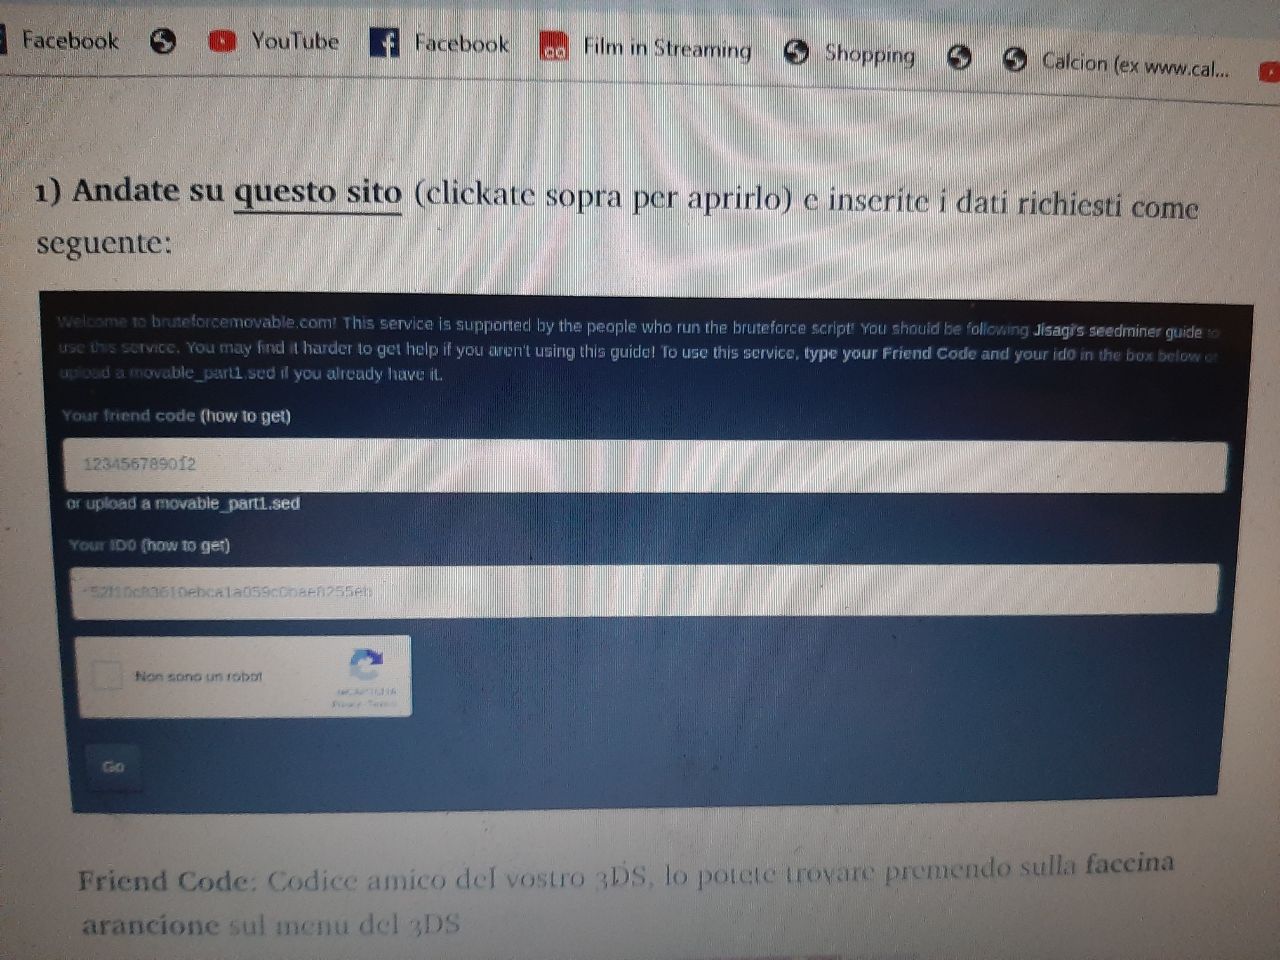 Facebook YouTube Facebook Film in Streaming Shopping Calcion (ex www.cal...
1) Andate su questo sito (clickate sopra per aprirlo) e inserite i dati richiesti come
seguente:
Welcome to bruteforcemovable.com! This service is supported by the people who run the bruteforce script! You should be following Jisagi's seedminer guide to
use this service. You may find it harder to get help if you aren't using this guide! To use this service, type your Friend Code and your id0 in the box below or
upload a movable_part1.sed if you already have it.
Your friend code (how to get)
123456789012
or upload a movable_part1.sed
Your ID0 (how to get)
Non sono un robot
reCAPTCHA
Privacy - Termini
Go
Friend Code: Codice amico del vostro 3DS, lo potete trovare premendo sulla faccina
arancione sul menu del 3DS